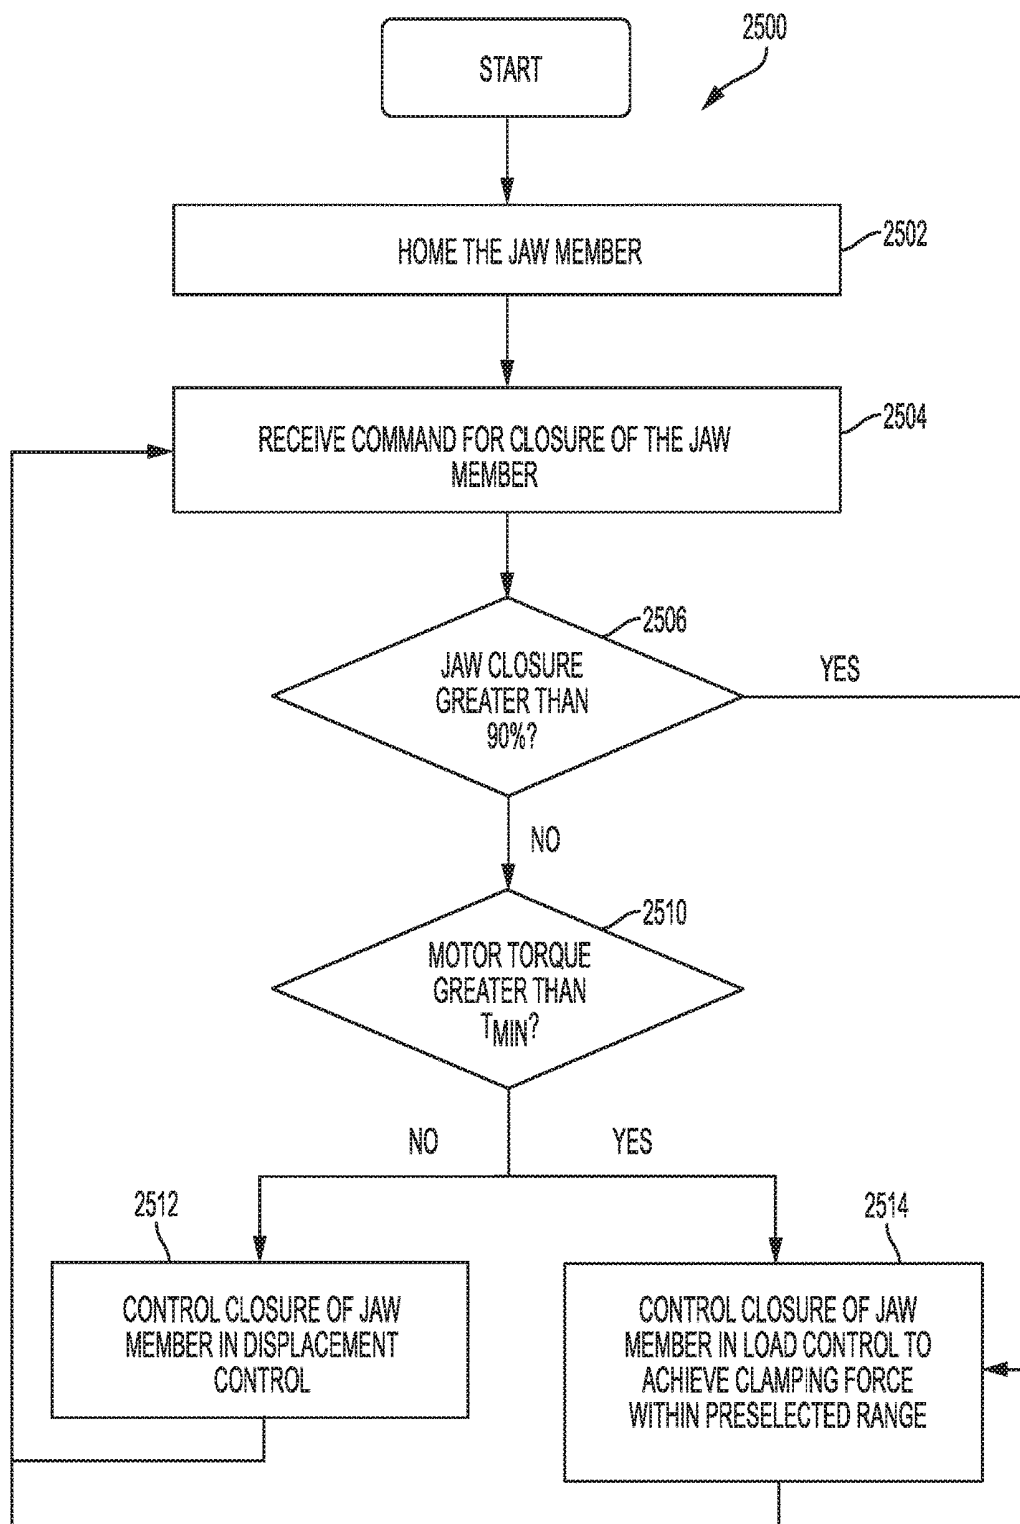 2500
START
HOME THE JAW MEMBER
2502
RECEIVE COMMAND FOR CLOSURE OF THE JAW
MEMBER
2504
2506
JAW CLOSURE
GREATER THAN
90%?
YES
NO
2510
MOTOR TORQUE
GREATER THAN
TMIN?
NO
YES
2512
2514
CONTROL CLOSURE OF JAW
MEMBER IN DISPLACEMENT
CONTROL
CONTROL CLOSURE OF JAW
MEMBER IN LOAD CONTROL TO
ACHIEVE CLAMPING FORCE
WITHIN PRESELECTED RANGE